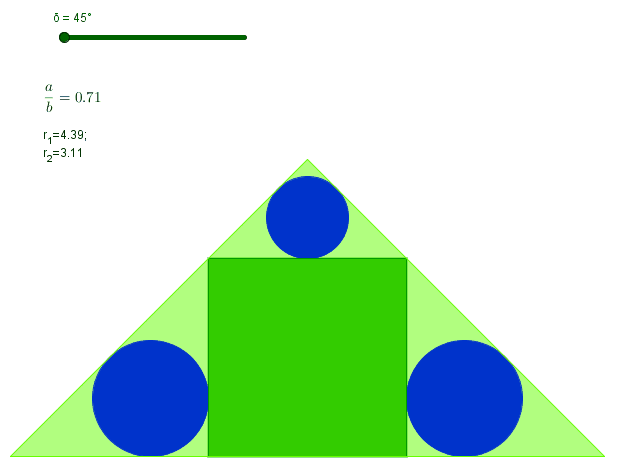 δ = 45°
a/b = 0.71
r₁=4.39;
r₂=3.11